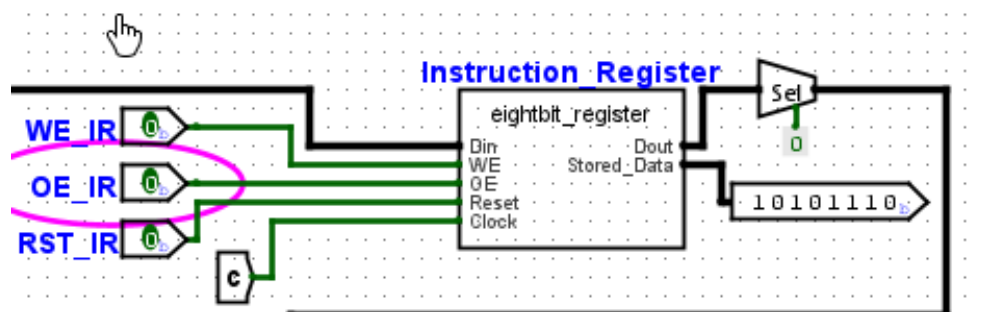 Instruction_Register
eightbit_register
Sel
0
WE_IR 0
OE_IR 0
RST_IR 0
Din
WE
OE
Reset
Clock
Dout
Stored_Data
10101110
c